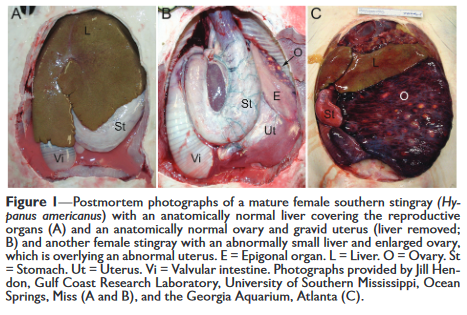 A
L
St
Vi
B
O
E
St
Ut
Vi
C
L
O
St
Figure 1—Postmortem photographs of a mature female southern stingray (Hy-
panus americanus) with an anatomically normal liver covering the reproductive
organs (A) and an anatomically normal ovary and gravid uterus (liver removed;
B) and another female stingray with an abnormally small liver and enlarged ovary,
which is overlying an abnormal uterus. E = Epigonal organ. L = Liver. O = Ovary. St
= Stomach. Ut = Uterus. Vi = Valvular intestine. Photographs provided by Jill Hen-
don, Gulf Coast Research Laboratory, University of Southern Mississippi, Ocean
Springs, Miss (A and B), and the Georgia Aquarium, Atlanta (C).